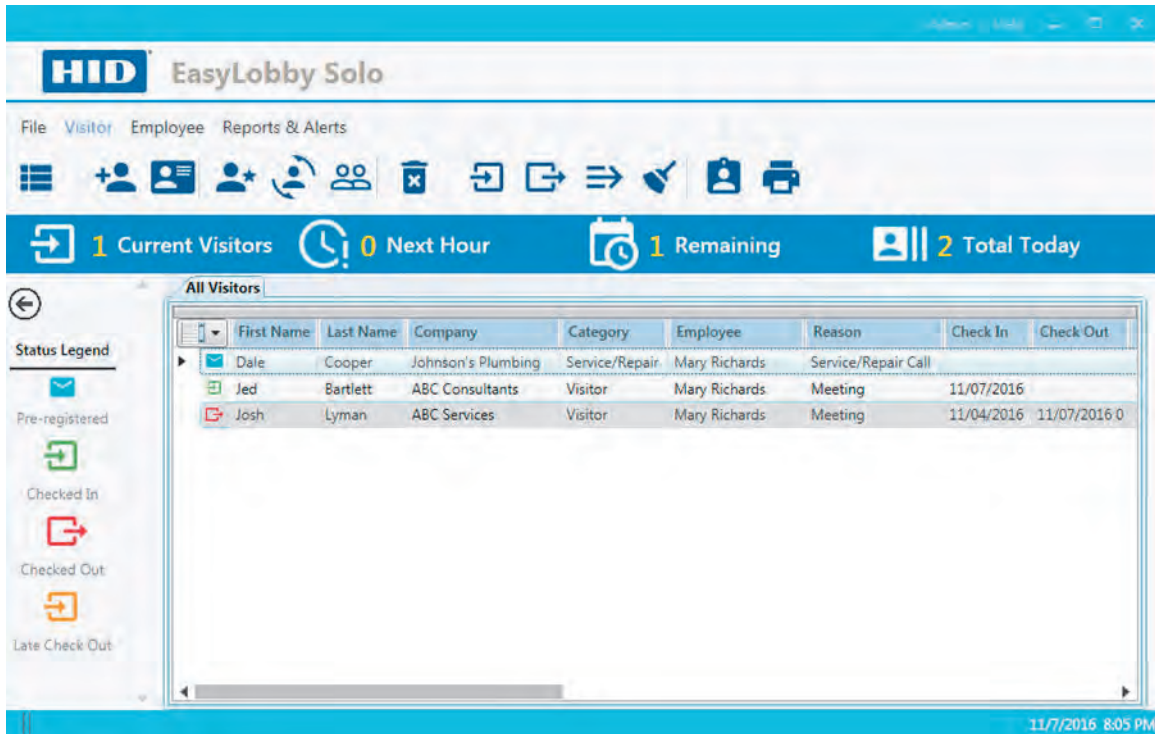 HID EasyLobby Solo
File Visitor Employee Reports & Alerts
1 Current Visitors 0 Next Hour 1 Remaining 2 Total Today
All Visitors
Status Legend
Pre-registered
Checked In
Checked Out
Late Check Out
First Name Last Name Company Category Employee Reason Check In Check Out
Dale Cooper Johnson's Plumbing Service/Repair Mary Richards Service/Repair Call
Jed Bartlett ABC Consultants Visitor Mary Richards Meeting 11/07/2016
Josh Lyman ABC Services Visitor Mary Richards Meeting 11/04/2016 11/07/2016 0
11/7/2016 8:05 PM